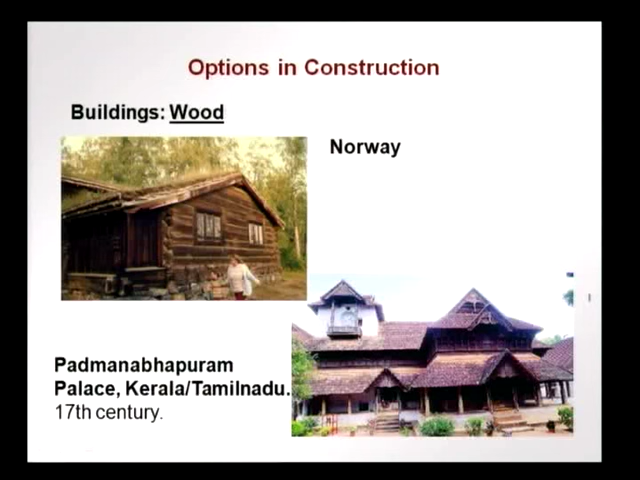 Options in Construction
Buildings: Wood
Norway
Padmanabhapuram
Palace, Kerala/Tamilnadu.
17th century.